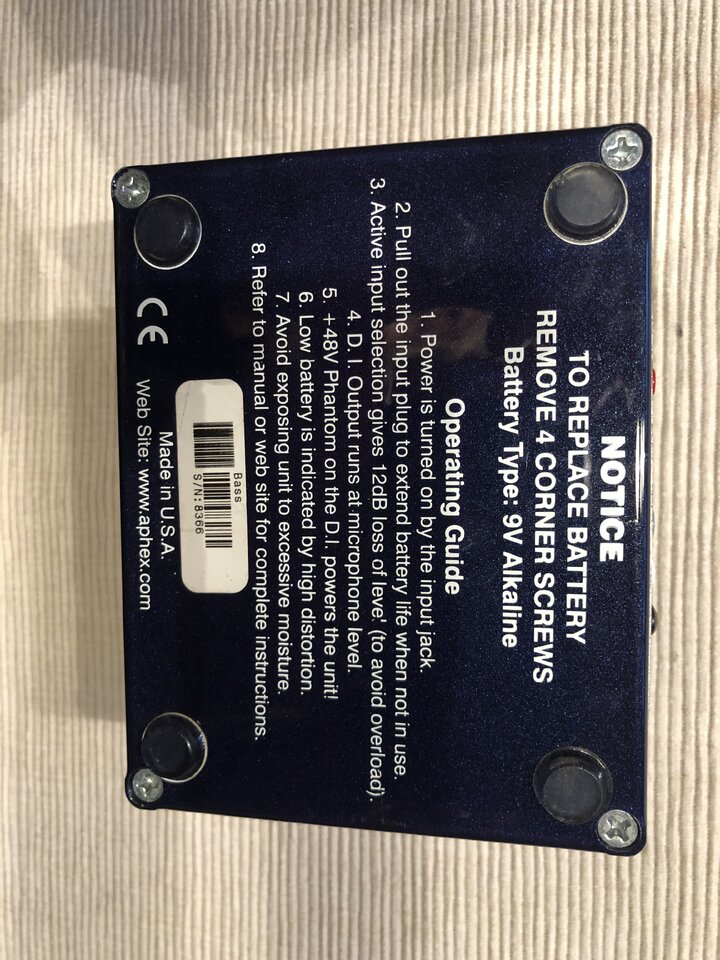 NOTICE
TO REPLACE BATTERY
REMOVE 4 CORNER SCREWS
Battery Type: 9V Alkaline
Operating Guide
1. Power is turned on by the input jack.
2. Pull out the input plug to extend battery life when not in use.
3. Active input selection gives 12dB loss of level (to avoid overload).
4. D. I. Output runs at microphone level.
5. +48V Phantom on the D.I. powers the unit!
6. Low battery is indicated by high distortion.
7. Avoid exposing unit to excessive moisture.
8. Refer to manual or web site for complete instructions.
Bass
S/N:8366
CE
Made in U.S.A.
Web Site: www.aphex.com